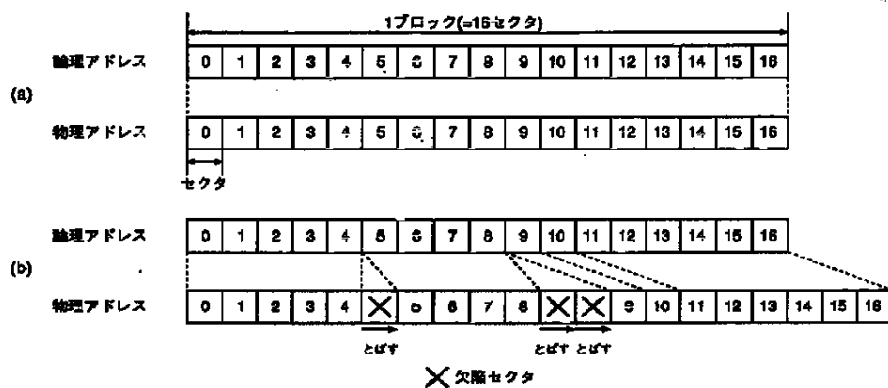 1ブロック(=16セクタ)
論理アドレス 0 1 2 3 4 5 6 7 8 9 10 11 12 13 14 15 16
(a)
物理アドレス 0 1 2 3 4 5 6 7 8 9 10 11 12 13 14 15 16
セクタ
論理アドレス 0 1 2 3 4 5 6 7 8 9 10 11 12 13 14 15 16
(b)
物理アドレス 0 1 2 3 4 5 6 7 8 9 10 11 12 13 14 15 16
とばす とばす とばす
欠陥セクタ